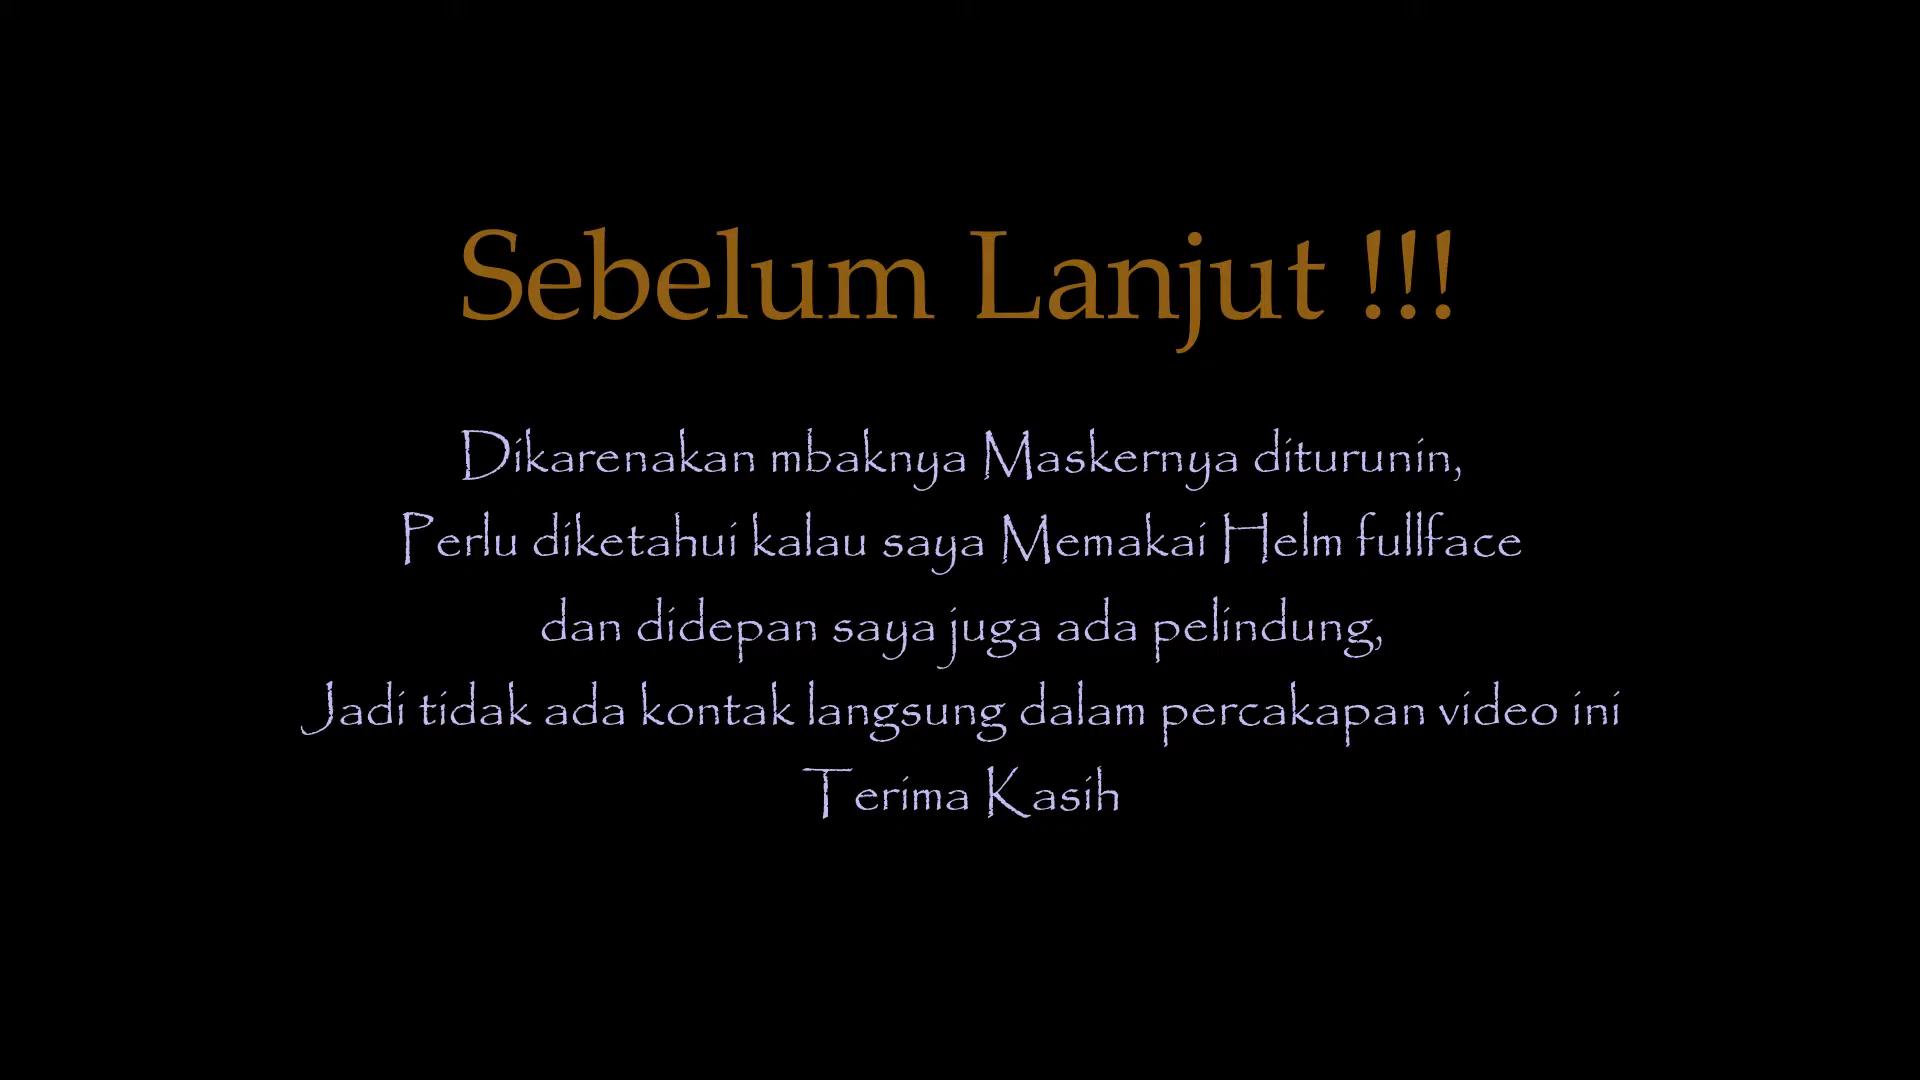 Sebelum Lanjut !!!
Dikarenakan mbaknya Maskernya diturunin,
Perlu diketahui kalau saya Memakai Helm fullface
dan didepan saya juga ada pelindung,
Jadi tidak ada kontak langsung dalam percakapan video ini
Terima Kasih